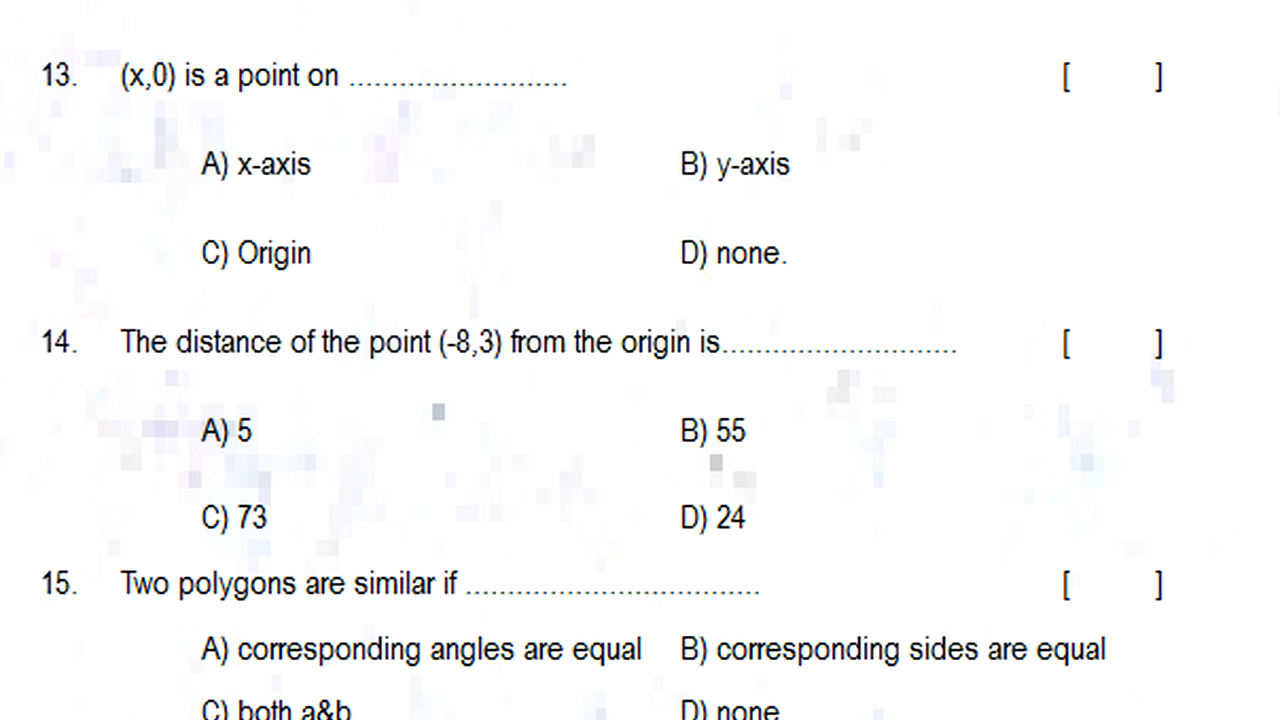 13. (x,0) is a point on .......................... [ ]
A) x-axis B) y-axis
C) Origin D) none.
14. The distance of the point (-8,3) from the origin is............................ [ ]
A) 5 B) 55
C) 73 D) 24
15. Two polygons are similar if ................................... [ ]
A) corresponding angles are equal B) corresponding sides are equal
C) both a&b D) none